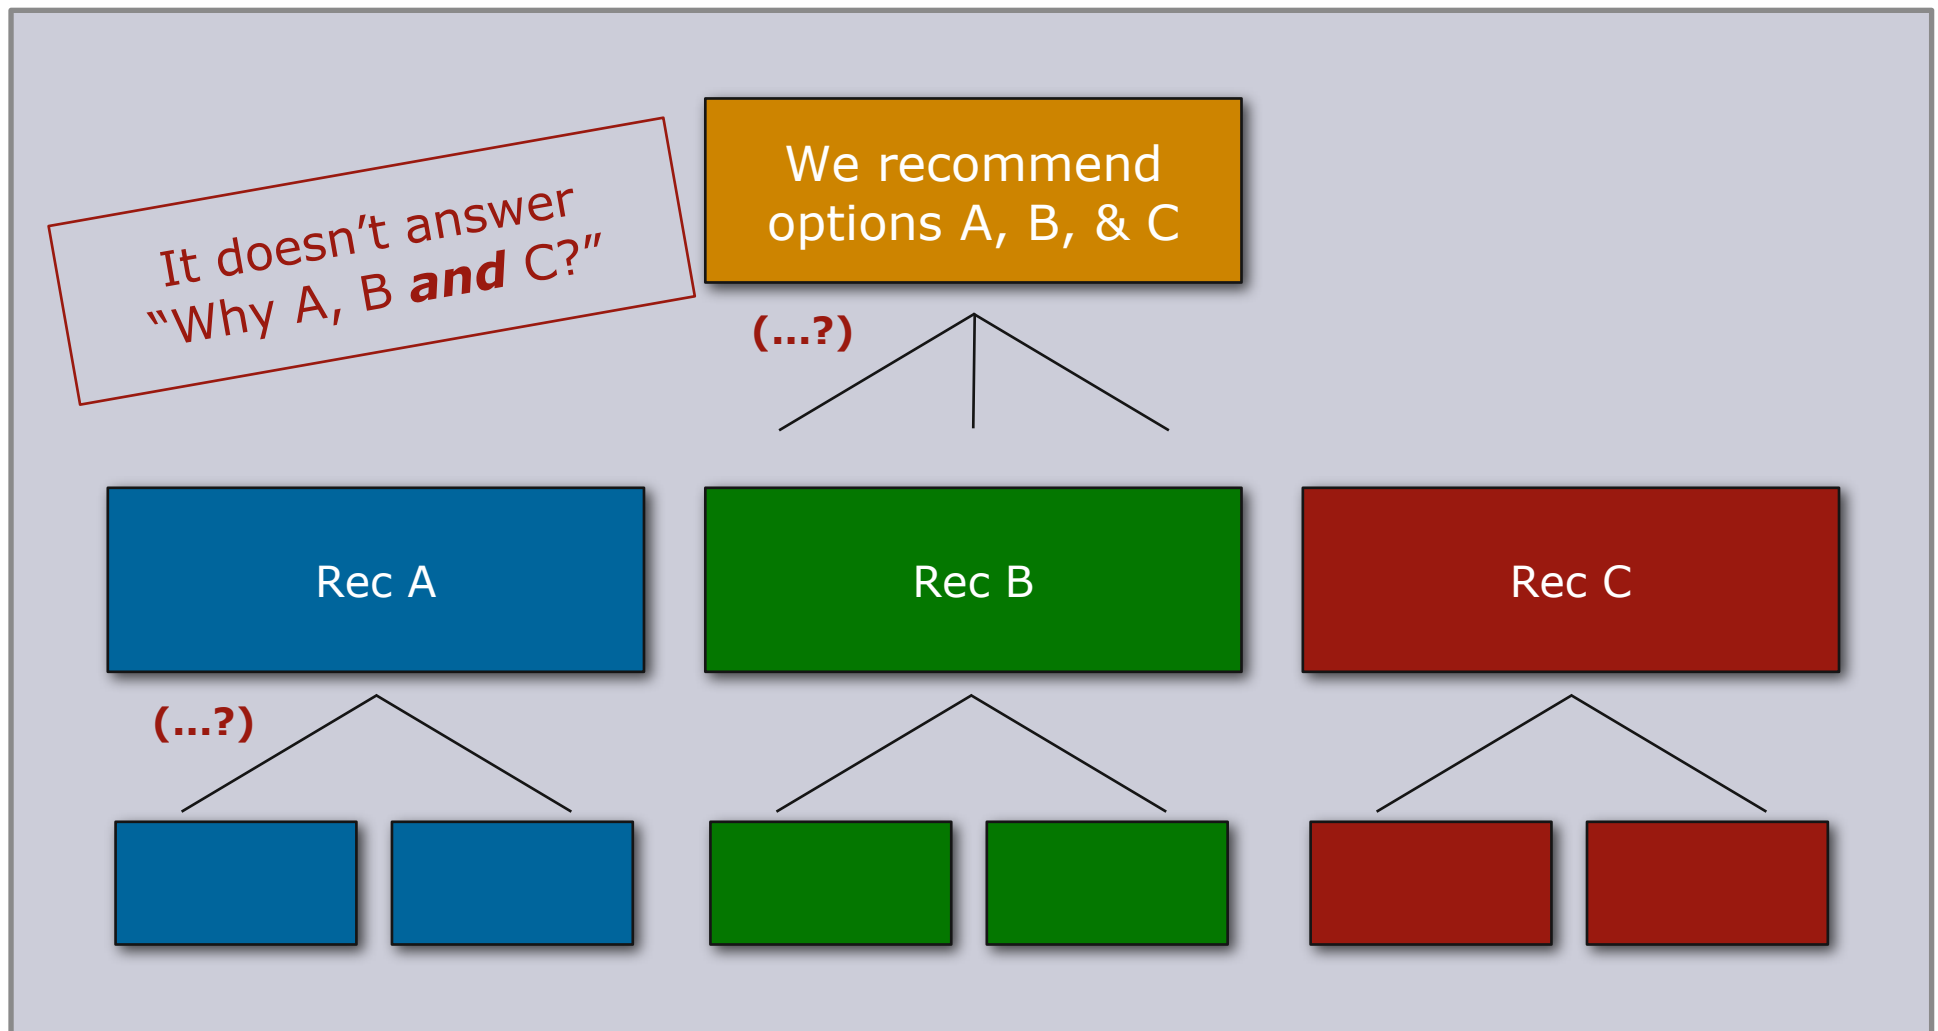 We recommend
options A, B, & C
It doesn’t answer
“Why A, B and C?”
(…?)
Rec A
Rec B
Rec C
(…?)